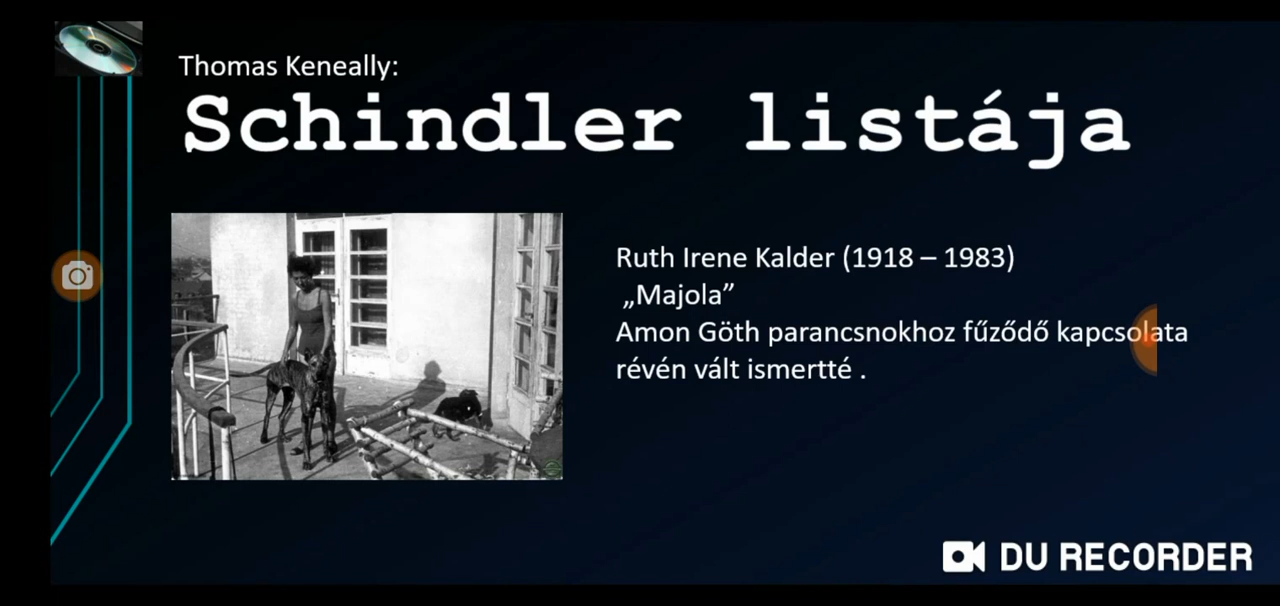 Thomas Keneally:
Schindler listája
Ruth Irene Kalder (1918 – 1983)
„Majola”
Amon Göth parancsnokhoz fűződő kapcsolata
révén vált ismertté .
DU RECORDER